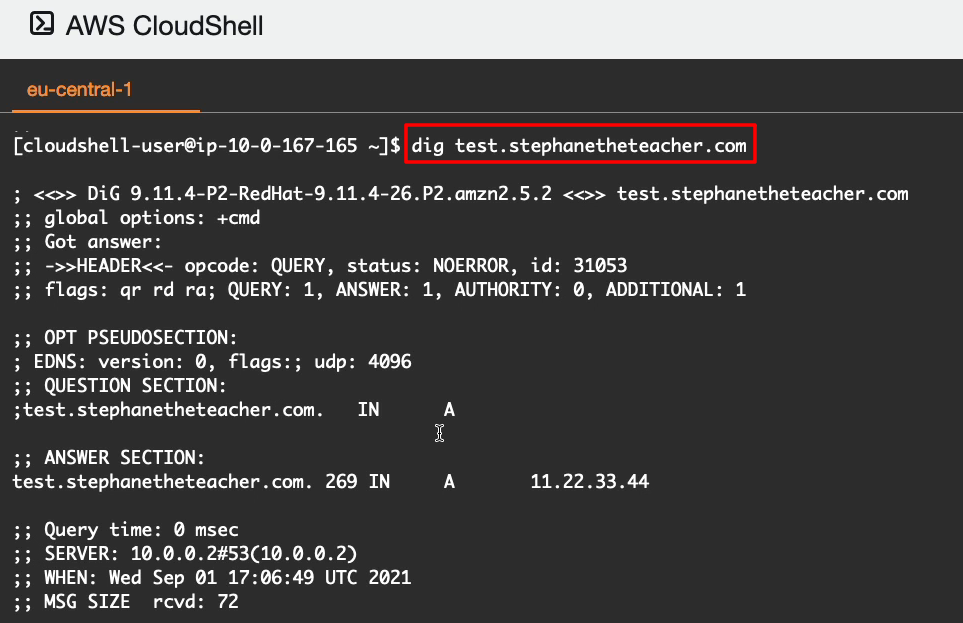 AWS CloudShell
eu-central-1
[cloudshell-user@ip-10-0-167-165 ~]$ dig test.stephanetheteacher.com
; <<>> DiG 9.11.4-P2-RedHat-9.11.4-26.P2.amzn2.5.2 <<>> test.stephanetheteacher.com
;; global options: +cmd
;; Got answer:
;; ->>HEADER<<- opcode: QUERY, status: NOERROR, id: 31053
;; flags: qr rd ra; QUERY: 1, ANSWER: 1, AUTHORITY: 0, ADDITIONAL: 1
;; OPT PSEUDOSECTION:
; EDNS: version: 0, flags:; udp: 4096
;; QUESTION SECTION:
;test.stephanetheteacher.com. IN A
;; ANSWER SECTION:
test.stephanetheteacher.com. 269 IN A 11.22.33.44
;; Query time: 0 msec
;; SERVER: 10.0.0.2#53(10.0.0.2)
;; WHEN: Wed Sep 01 17:06:49 UTC 2021
;; MSG SIZE rcvd: 72